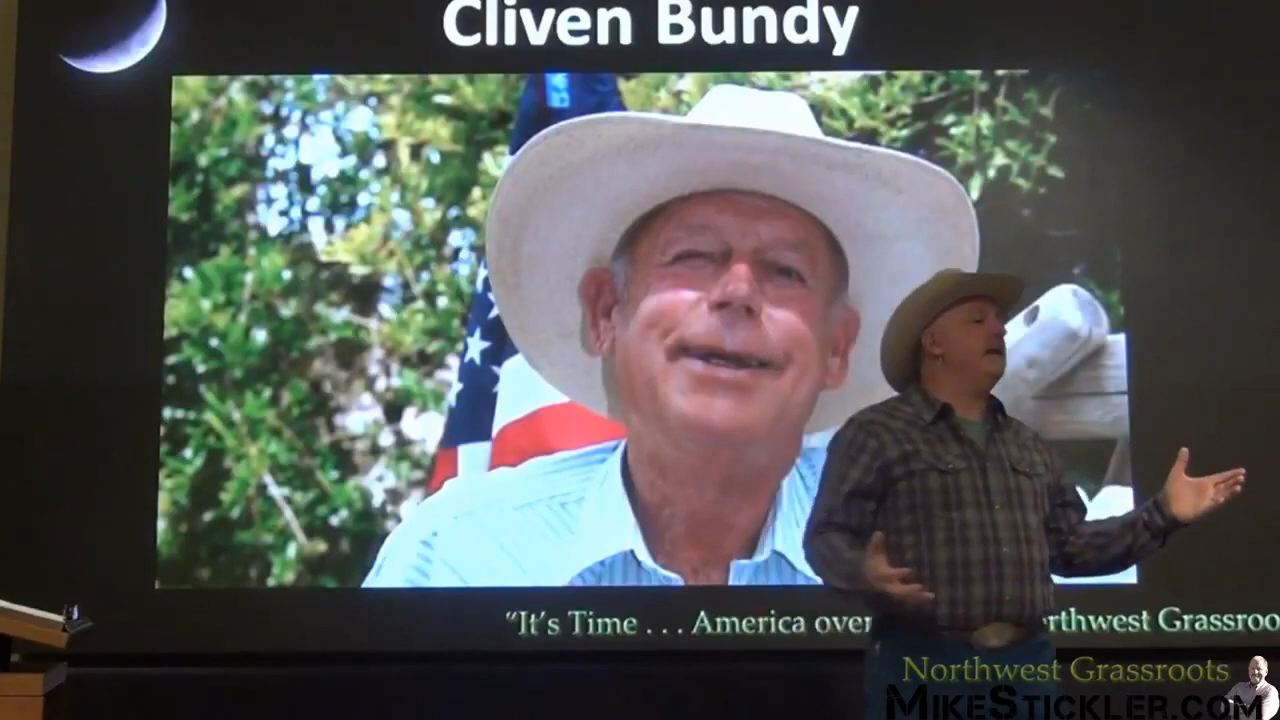 Cliven Bundy
“It’s Time . . . America over rthwest Grassroo
Northwest Grassroots
MIKESTICKLER.COM